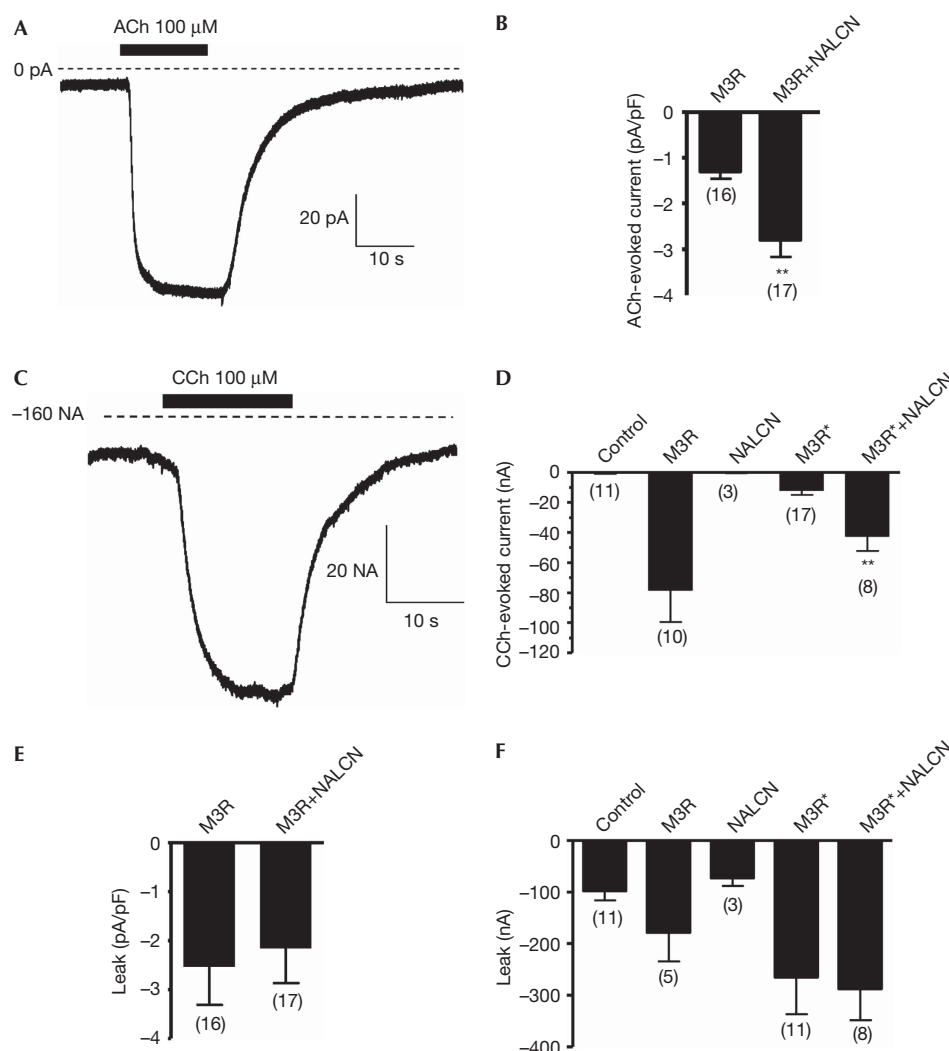 A
ACh 100 μM
0 pA
20 pA
10 s
B
M3R
M3R+NALCN
ACh-evoked current (pA/pF)
0
–1
–2
–3
–4
(16)
**
(17)
C
CCh 100 μM
–160 NA
20 NA
10 s
D
Control
M3R
NALCN
M3R*
M3R*+NALCN
CCh-evoked current (nA)
0
–20
–40
–60
–80
–100
–120
(11)
(10)
(3)
(17)
**
(8)
E
M3R
M3R+NALCN
Leak (pA/pF)
0
–1
–2
–3
–4
(16)
(17)
F
Control
M3R
NALCN
M3R*
M3R*+NALCN
Leak (nA)
0
–100
–200
–300
–400
(11)
(5)
(3)
(11)
(8)